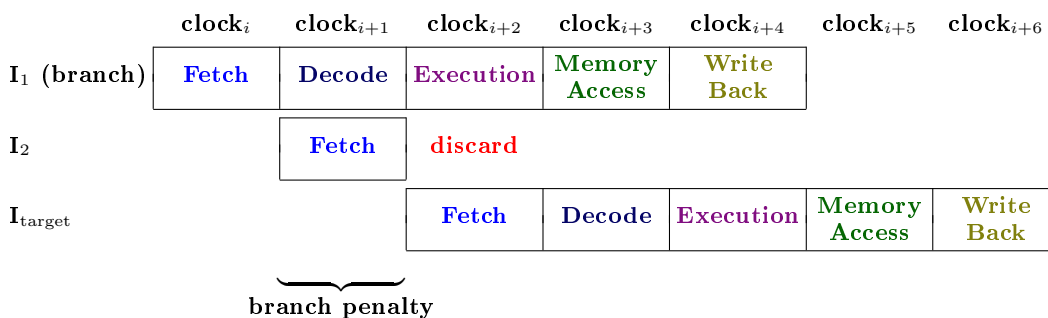 clock_i clock_{i+1} clock_{i+2} clock_{i+3} clock_{i+4} clock_{i+5} clock_{i+6}
I_1 (branch) Fetch Decode Execution Memory Access Write Back
I_2 Fetch discard
I_target Fetch Decode Execution Memory Access Write Back
branch penalty